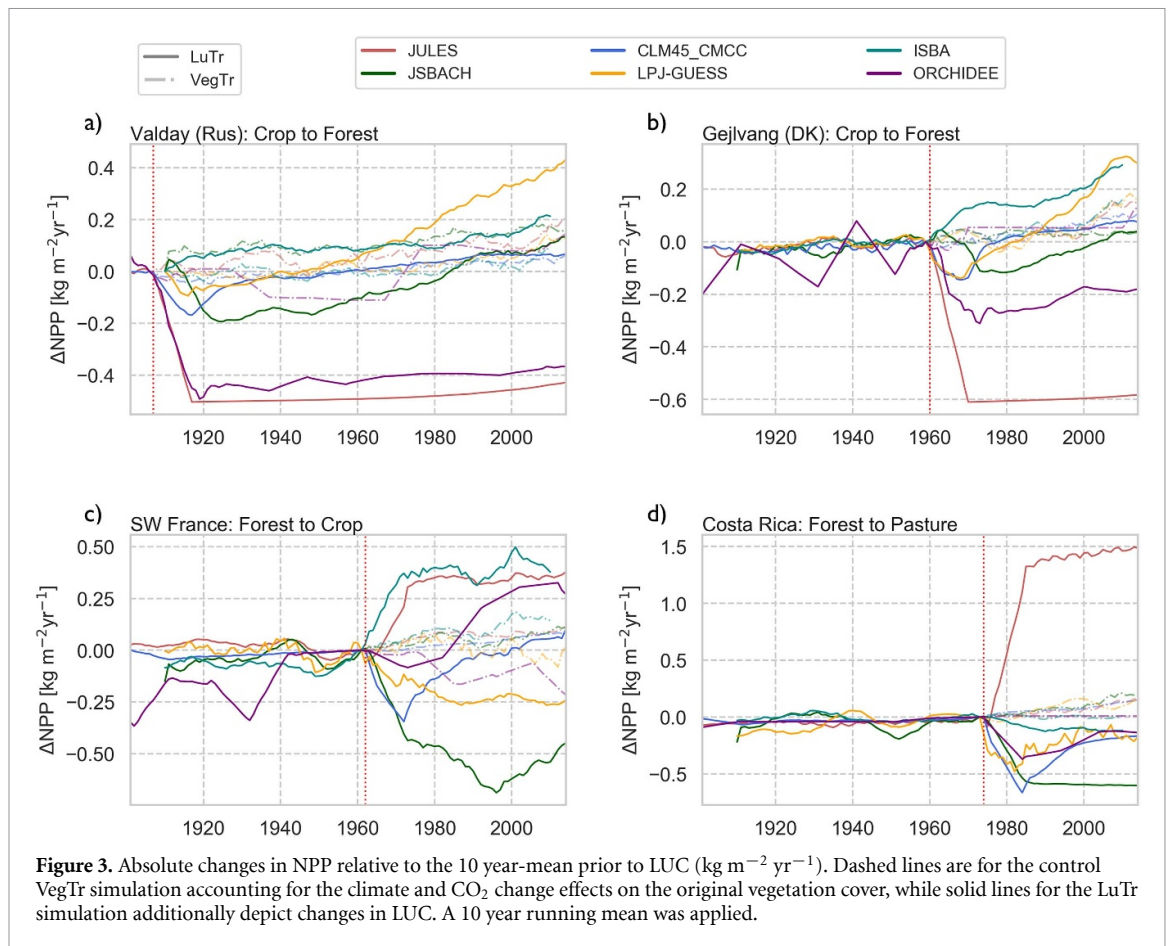 LuTr
VegTr
JULES
JSBACH
CLM45_CMCC
LPJ-GUESS
ISBA
ORCHIDEE
a)
Valday (Rus): Crop to Forest
ΔNPP [kg m⁻²yr⁻¹]
0.4
0.2
0.0
−0.2
−0.4
1920 1940 1960 1980 2000
b)
Gejlvang (DK): Crop to Forest
ΔNPP [kg m⁻²yr⁻¹]
0.2
0.0
−0.2
−0.4
−0.6
1920 1940 1960 1980 2000
c)
SW France: Forest to Crop
ΔNPP [kg m⁻²yr⁻¹]
0.50
0.25
0.00
−0.25
−0.50
1920 1940 1960 1980 2000
d)
Costa Rica: Forest to Pasture
ΔNPP [kg m⁻²yr⁻¹]
1.5
1.0
0.5
0.0
−0.5
1920 1940 1960 1980 2000
Figure 3. Absolute changes in NPP relative to the 10 year-mean prior to LUC (kg m⁻² yr⁻¹). Dashed lines are for the control
VegTr simulation accounting for the climate and CO₂ change effects on the original vegetation cover, while solid lines for the LuTr
simulation additionally depict changes in LUC. A 10 year running mean was applied.